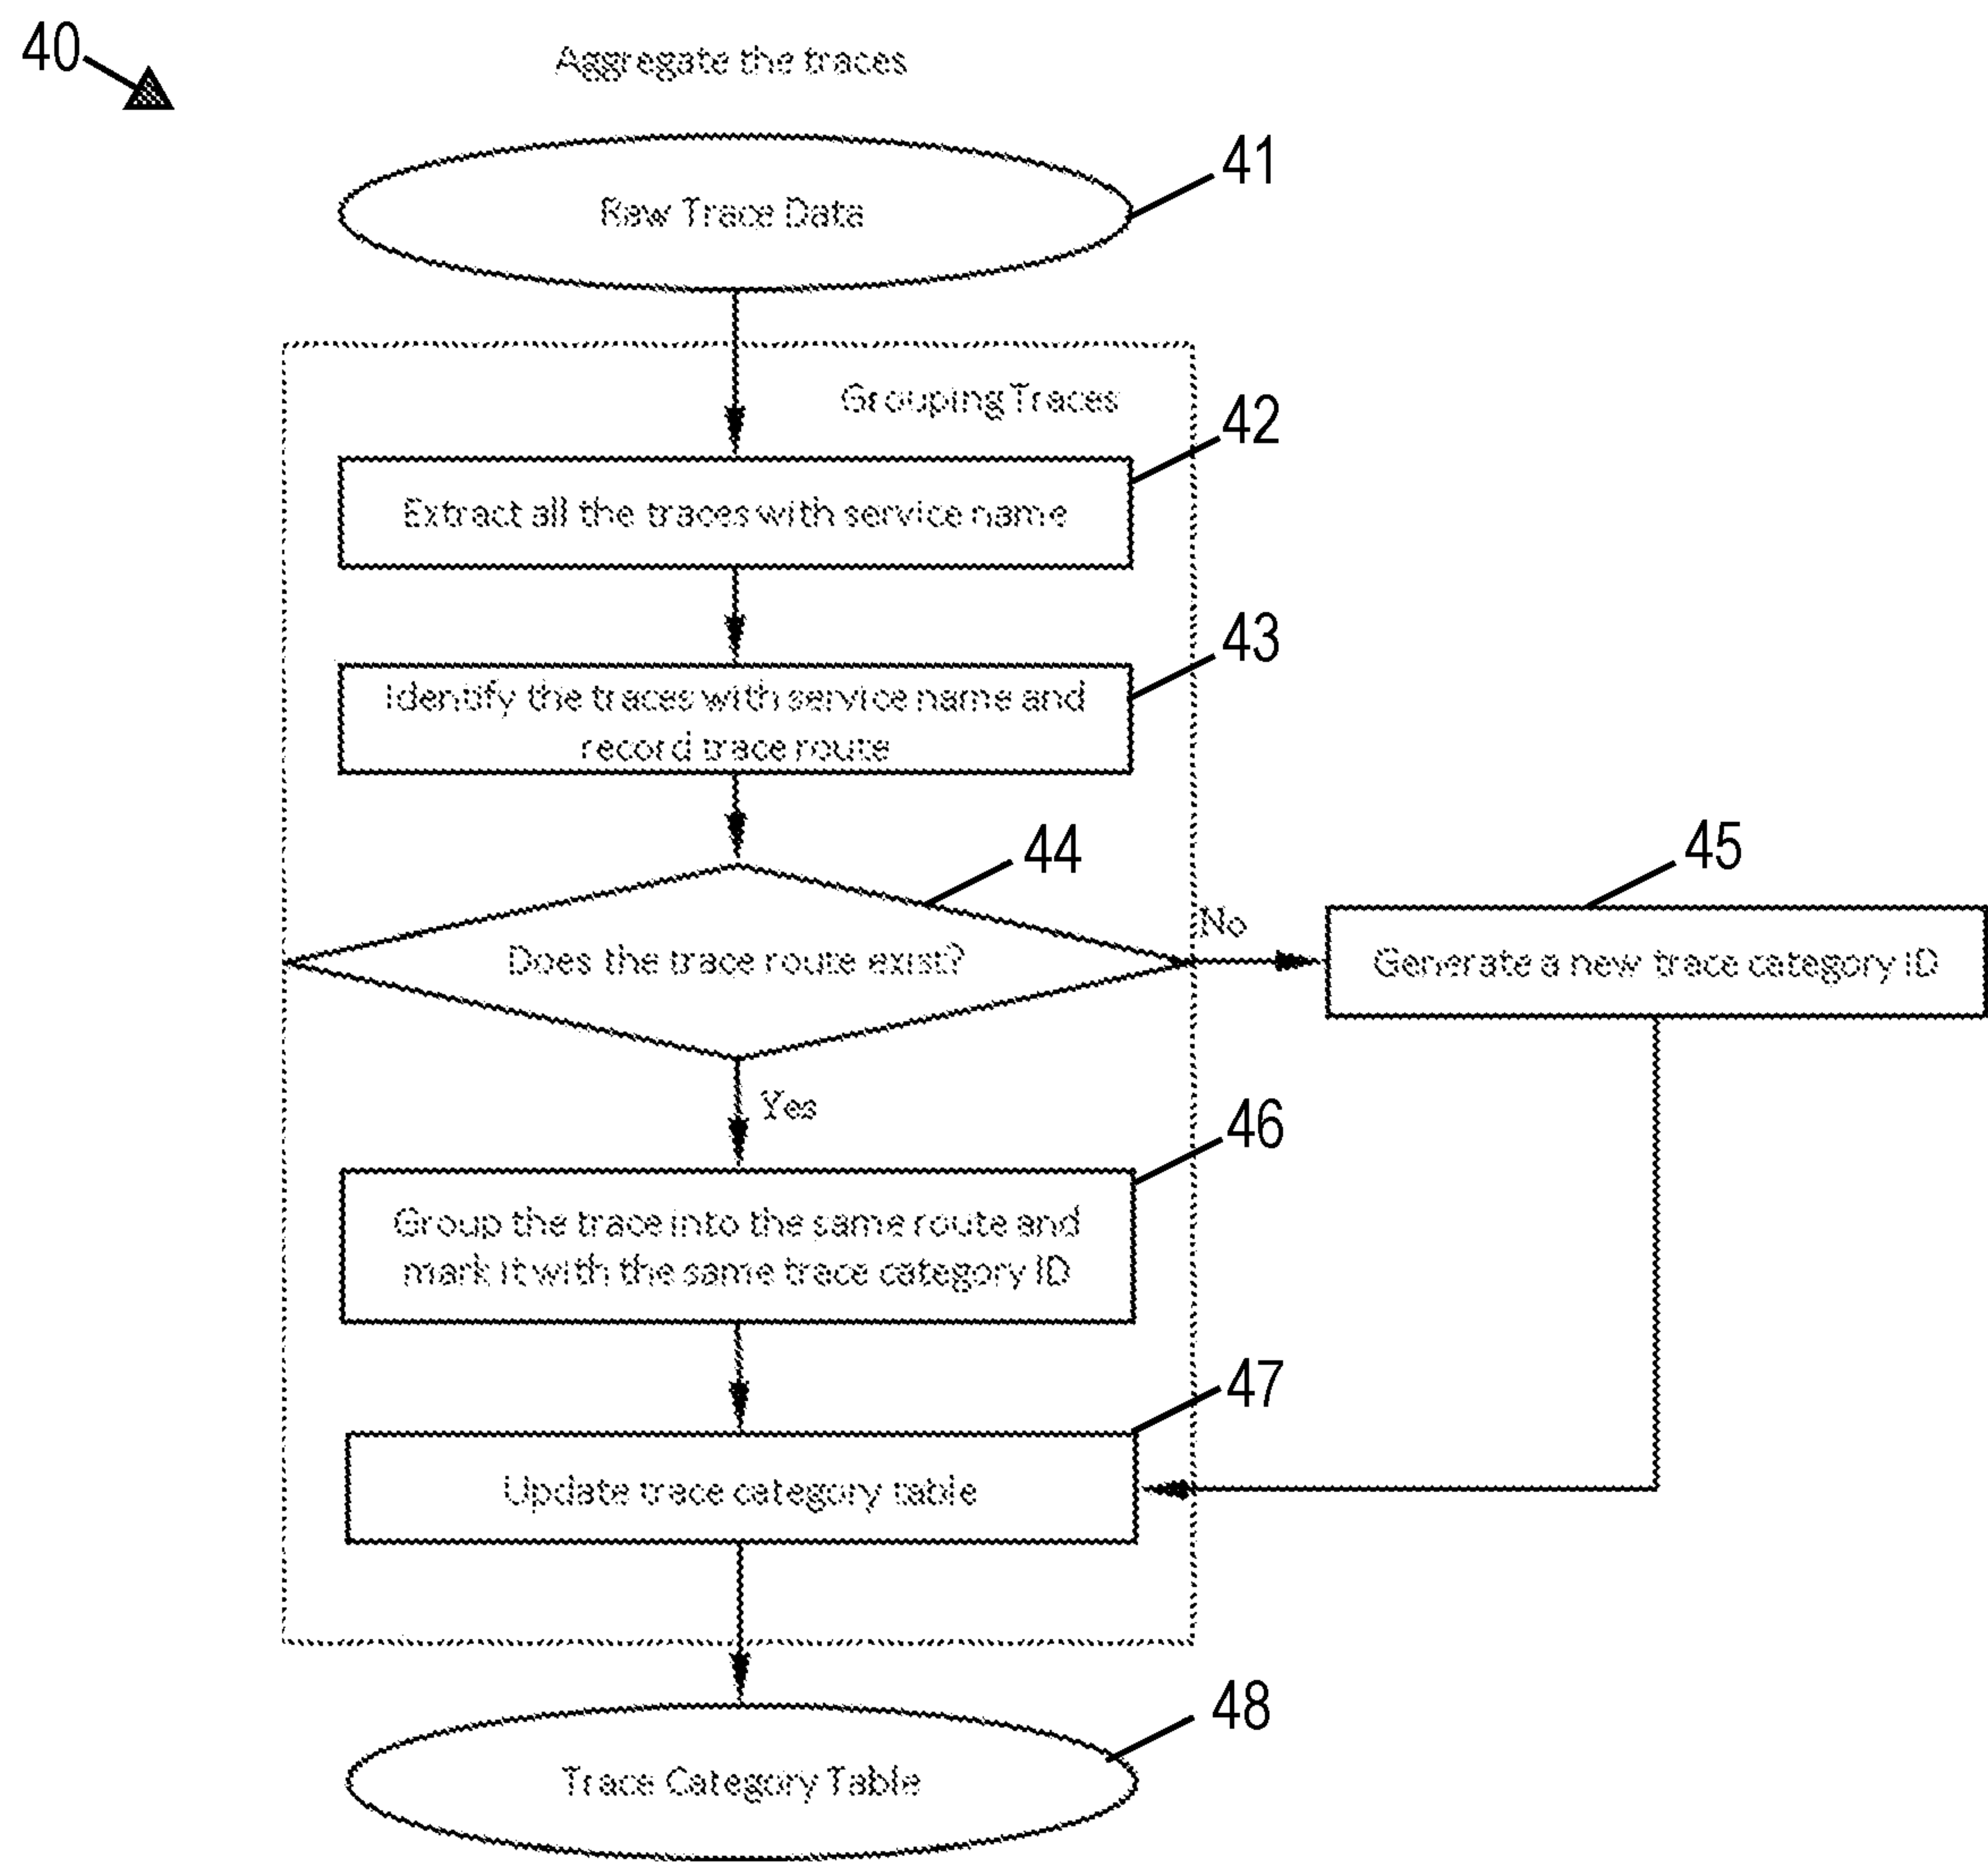 40
Aggregate the traces
41
Raw Trace Data
Grouping Traces
42
Extract all the traces with service name
43
Identify the traces with service name and
record trace route
44
45
No
Does the trace route exist?
Generate a new trace category ID
Yes
46
Group the trace into the same route and
mark it with the same trace category ID
47
Update trace category table
48
Trace Category Table